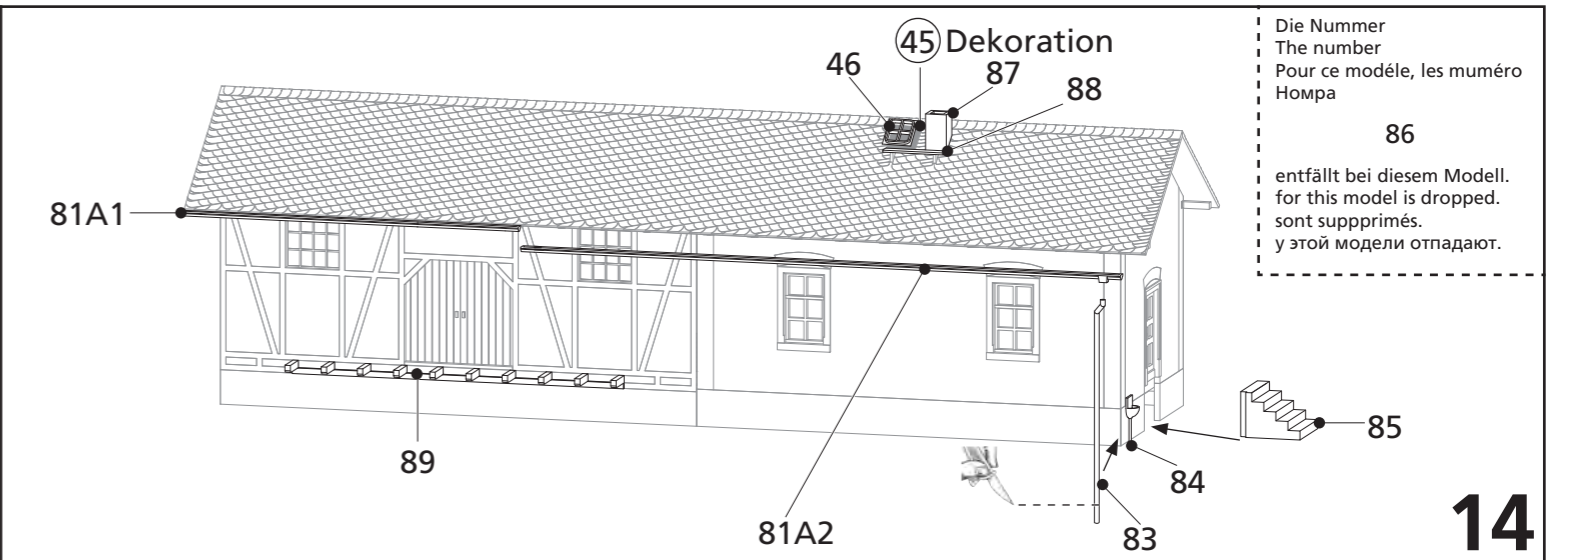 45 Dekoration
46
87
88
81A1
89
81A2
83
84
85
Die Nummer
The number
Pour ce modéle, les muméro
Номра
86
entfällt bei diesem Modell.
for this model is dropped.
sont suppprimés.
у этой модели отпадают.
14